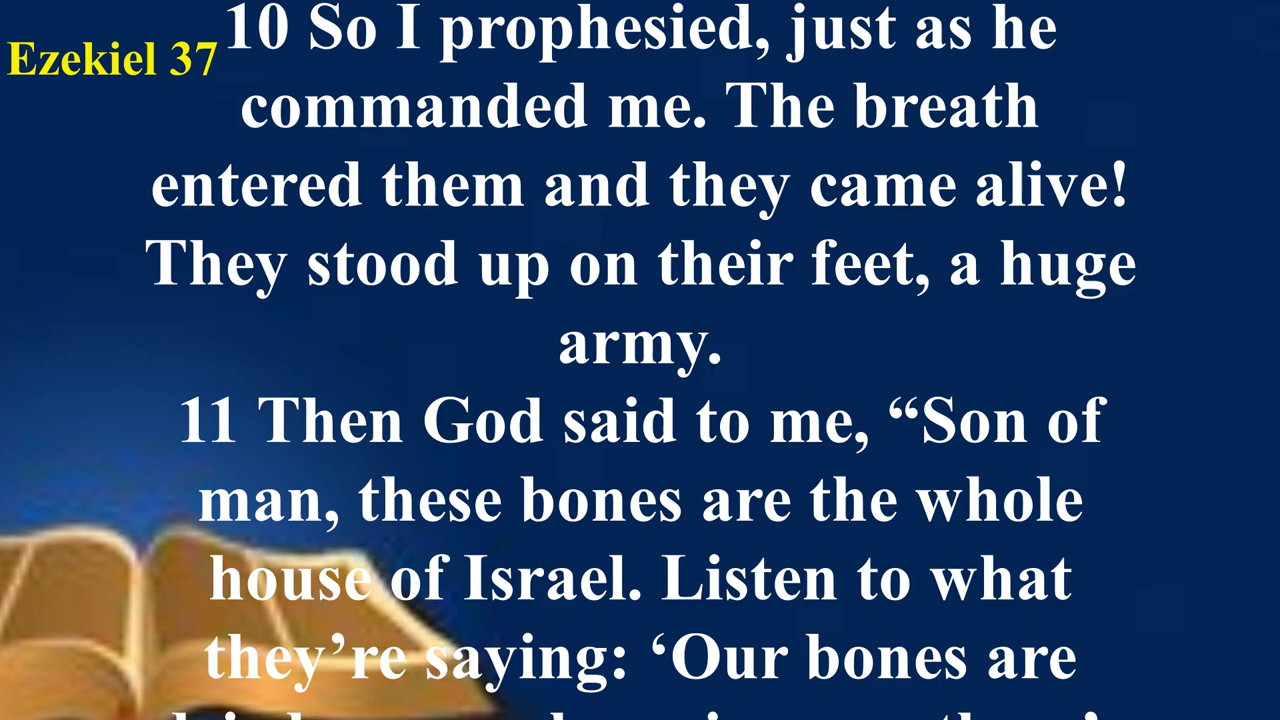 Ezekiel 37
10 So I prophesied, just as he
commanded me. The breath
entered them and they came alive!
They stood up on their feet, a huge
army.
11 Then God said to me, “Son of
man, these bones are the whole
house of Israel. Listen to what
they’re saying: ‘Our bones are